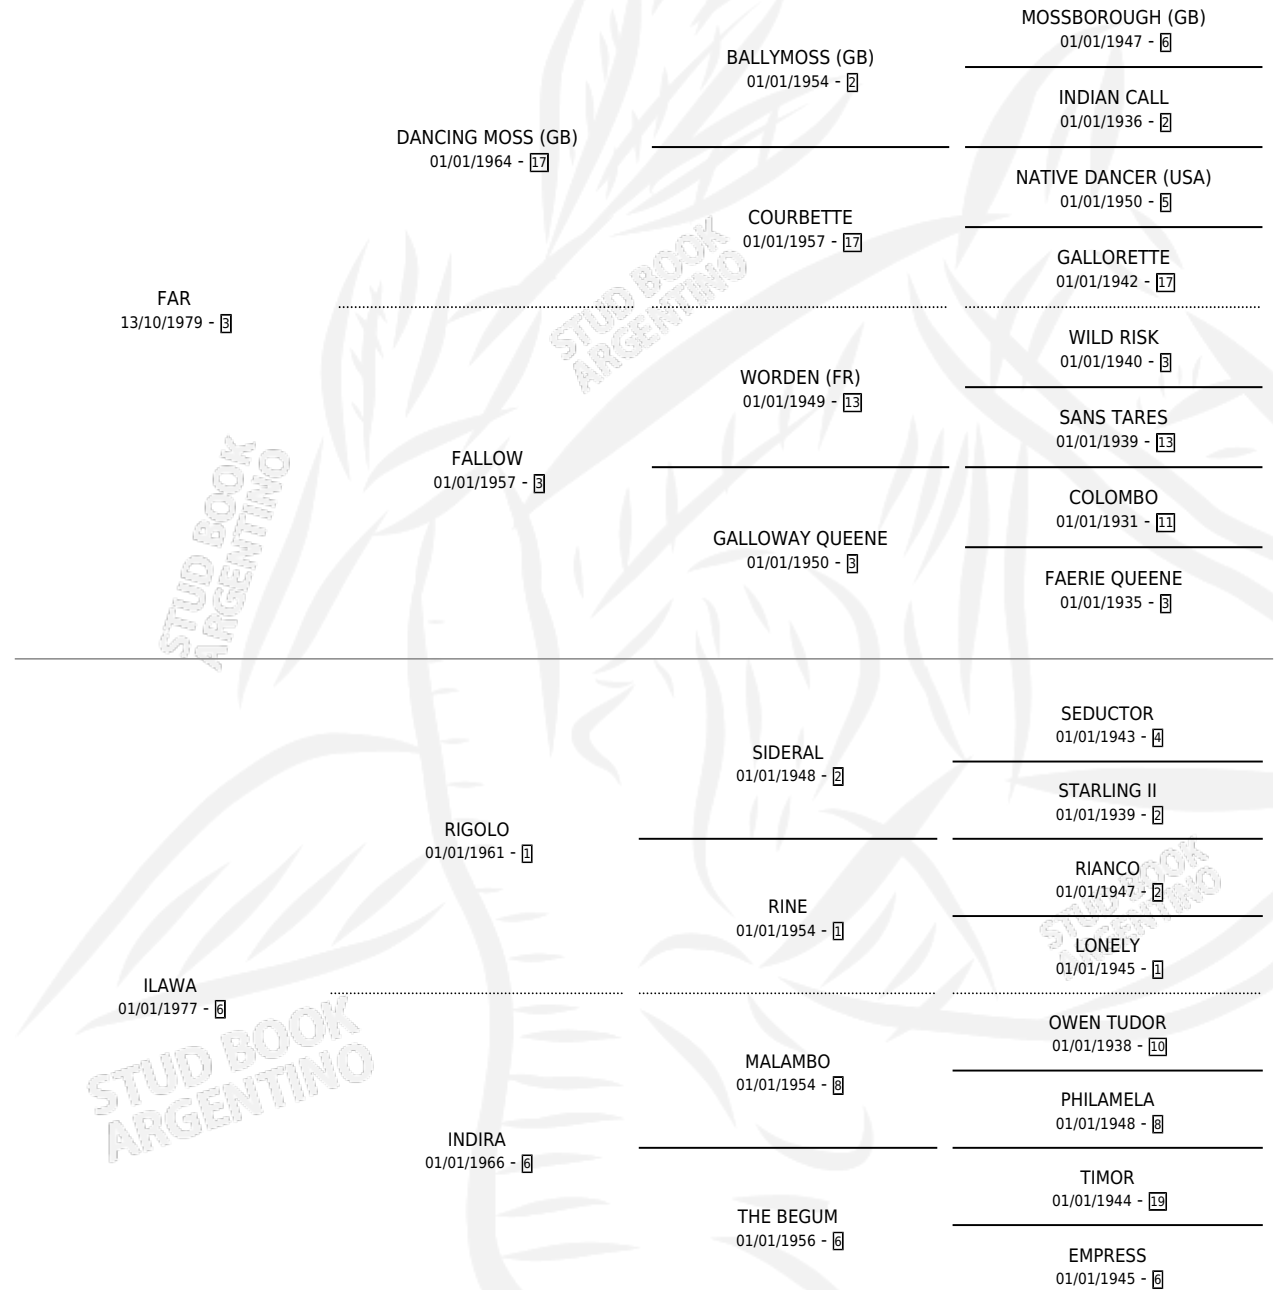 MOSSBOROUGH (GB)
01/01/1947 - 6
BALLYMOSS (GB)
01/01/1954 - 2
INDIAN CALL
01/01/1936 - 2
DANCING MOSS (GB)
01/01/1964 - 17
NATIVE DANCER (USA)
01/01/1950 - 5
COURBETTE
01/01/1957 - 17
GALLORETTE
01/01/1942 - 17
FAR
13/10/1979 - 3
WILD RISK
01/01/1940 - 3
WORDEN (FR)
01/01/1949 - 13
SANS TARES
01/01/1939 - 13
FALLOW
01/01/1957 - 3
COLOMBO
01/01/1931 - 11
GALLOWAY QUEENE
01/01/1950 - 3
FAERIE QUEENE
01/01/1935 - 3
SEDUCTOR
01/01/1943 - 4
SIDERAL
01/01/1948 - 2
STARLING II
01/01/1939 - 2
RIGOLO
01/01/1961 - 1
RIANCO
01/01/1947 - 2
RINE
01/01/1954 - 1
LONELY
01/01/1945 - 1
ILAWA
01/01/1977 - 6
OWEN TUDOR
01/01/1938 - 10
MALAMBO
01/01/1954 - 8
PHILAMELA
01/01/1948 - 8
INDIRA
01/01/1966 - 6
TIMOR
01/01/1944 - 19
THE BEGUM
01/01/1956 - 6
EMPRESS
01/01/1945 - 6
STUD BOOK
ARGENTINO
STUD BOOK
ARGENTINO
STUD BOOK
ARGENTINO
STUD BOOK
ARGENTINO